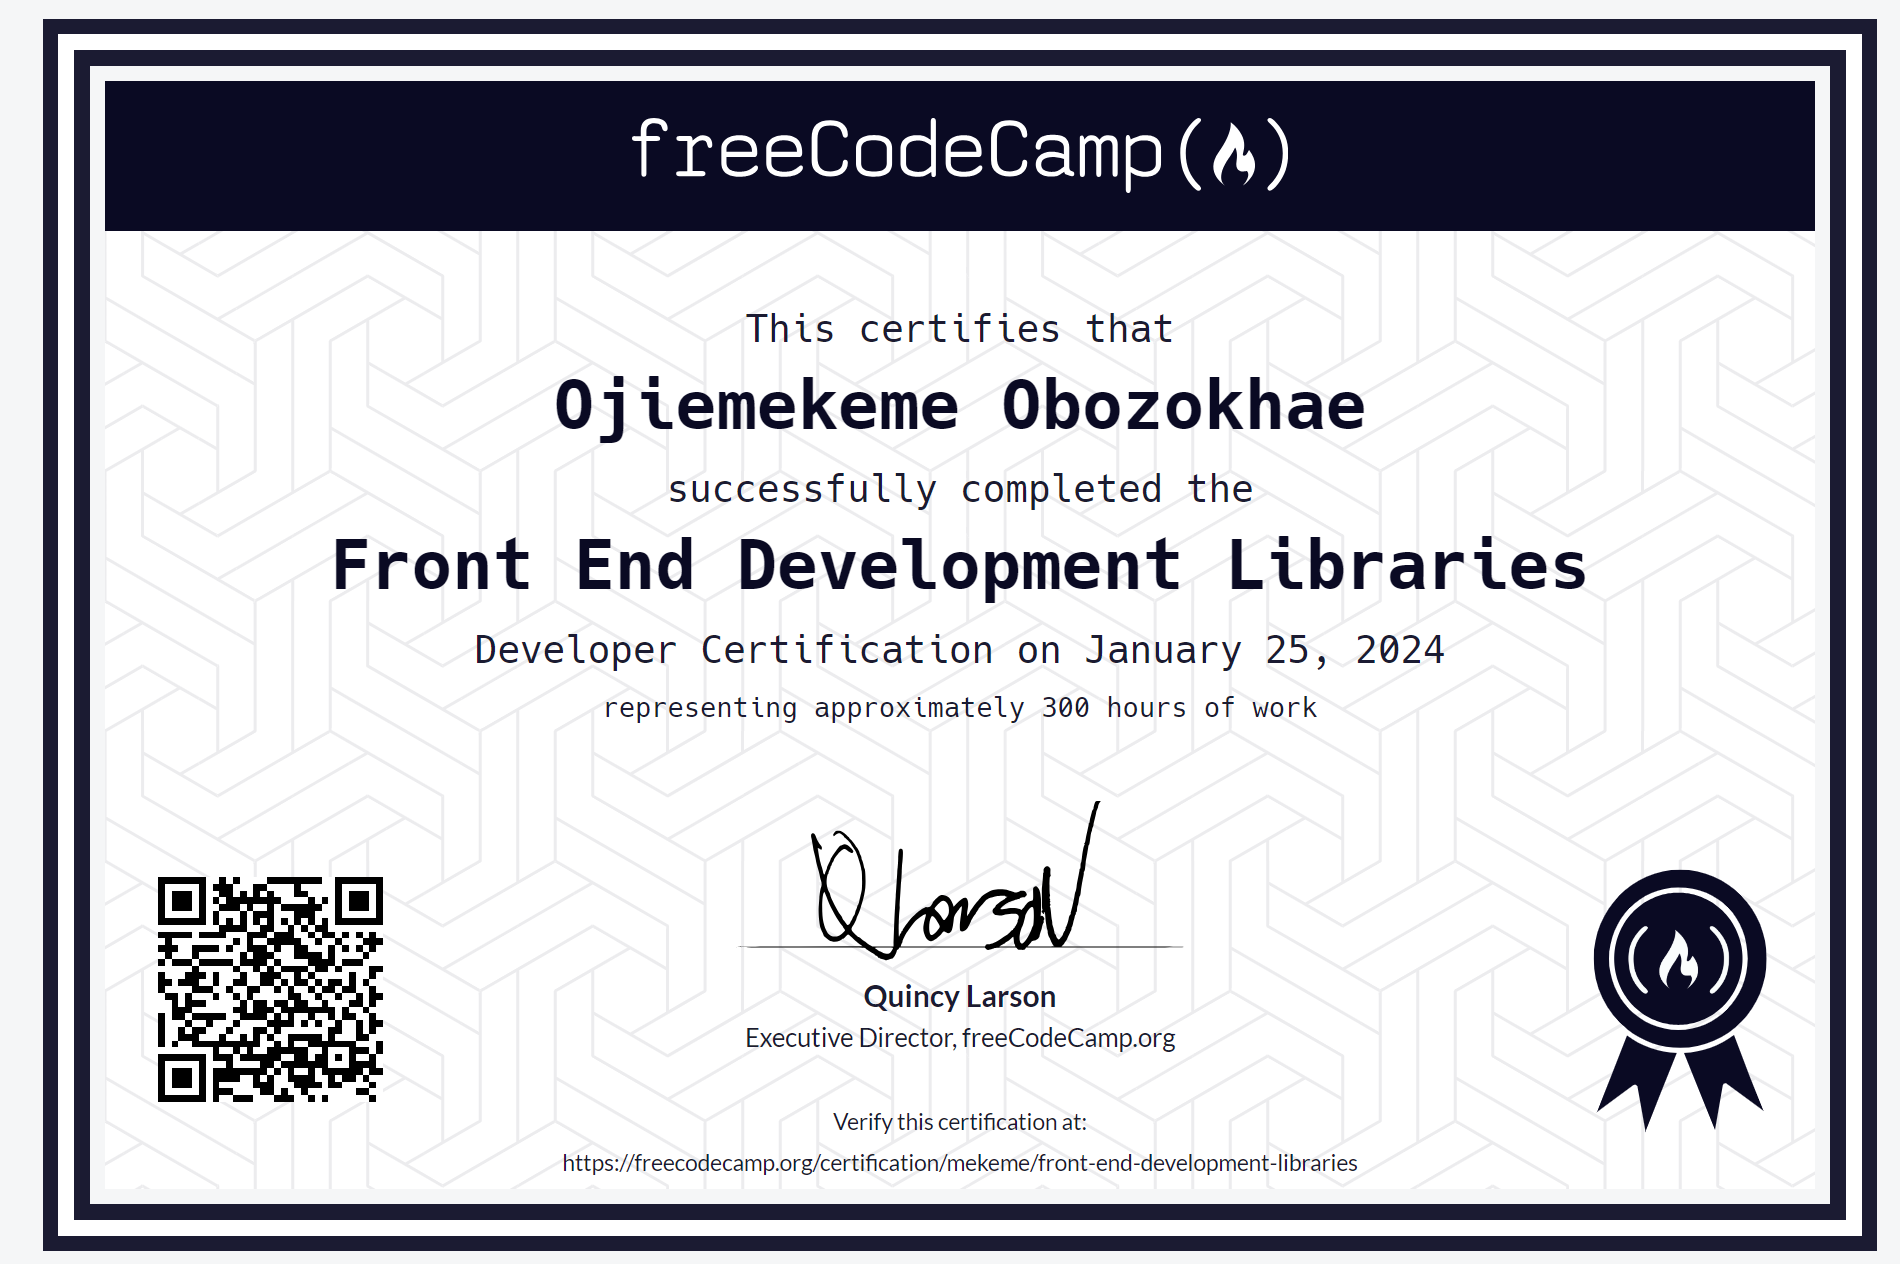 freeCodeCamp
This certifies that
Ojiemekeme Obozokhae
successfully completed the
Front End Development Libraries
Developer Certification on January 25, 2024
representing approximately 300 hours of work
Q Larson
Quincy Larson
Executive Director, freeCodeCamp.org
Verify this certification at:
https://freecodecamp.org/certification/mekeme/front-end-development-libraries